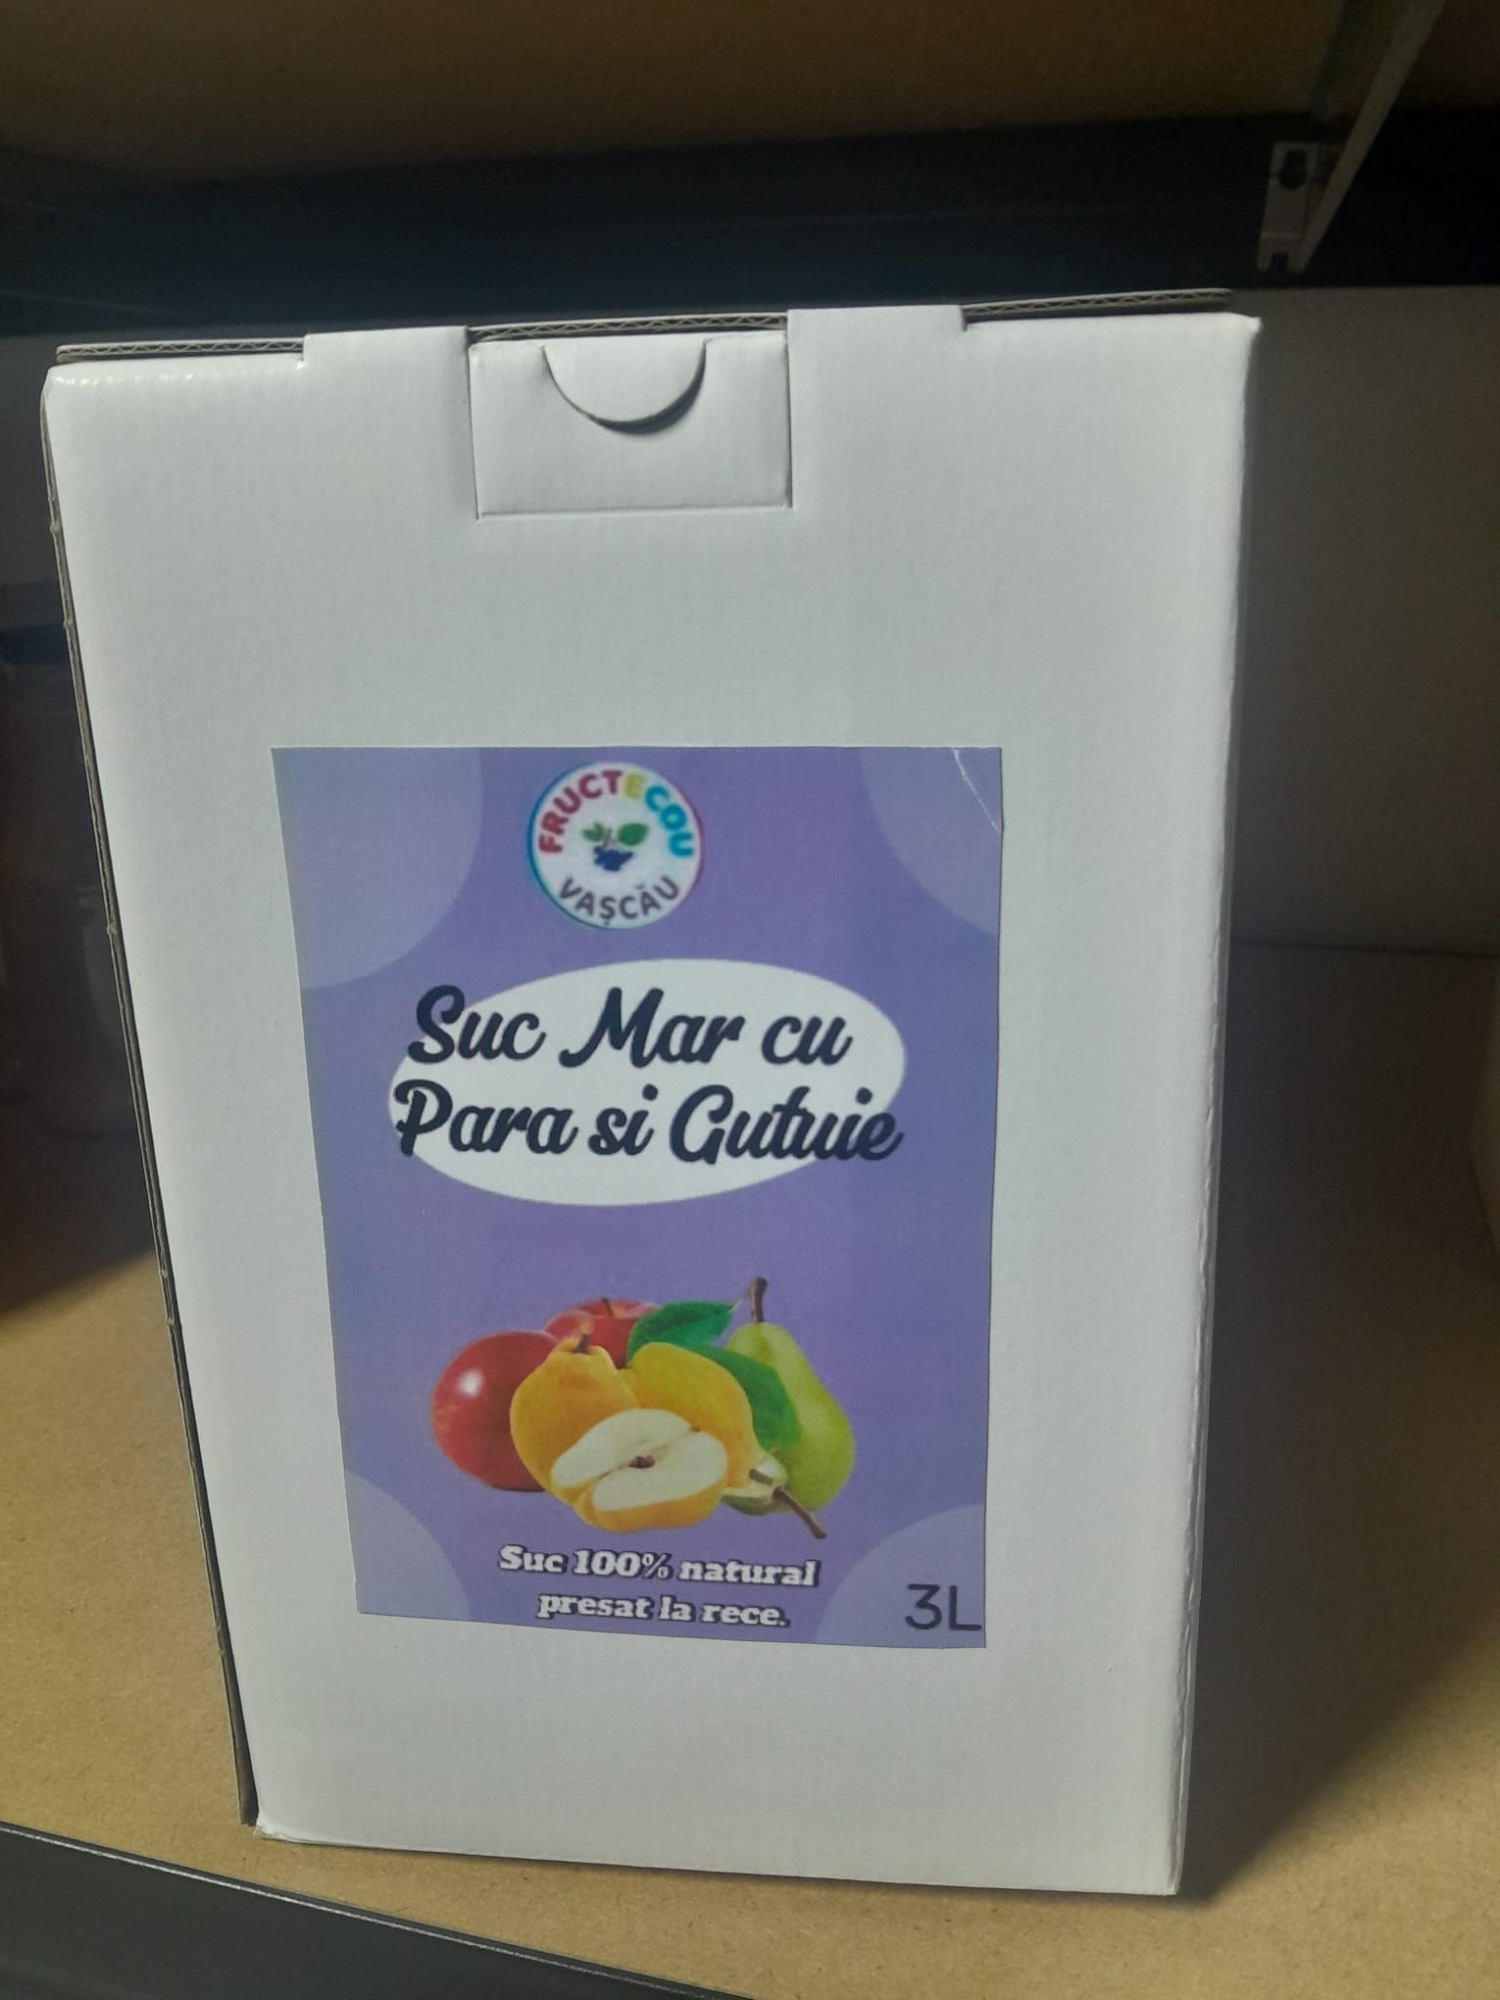 FRUCTECOU
VAȘCĂU
Suc Mar cu
Para si Gutuie
Suc 100% natural
presat la rece.
3L